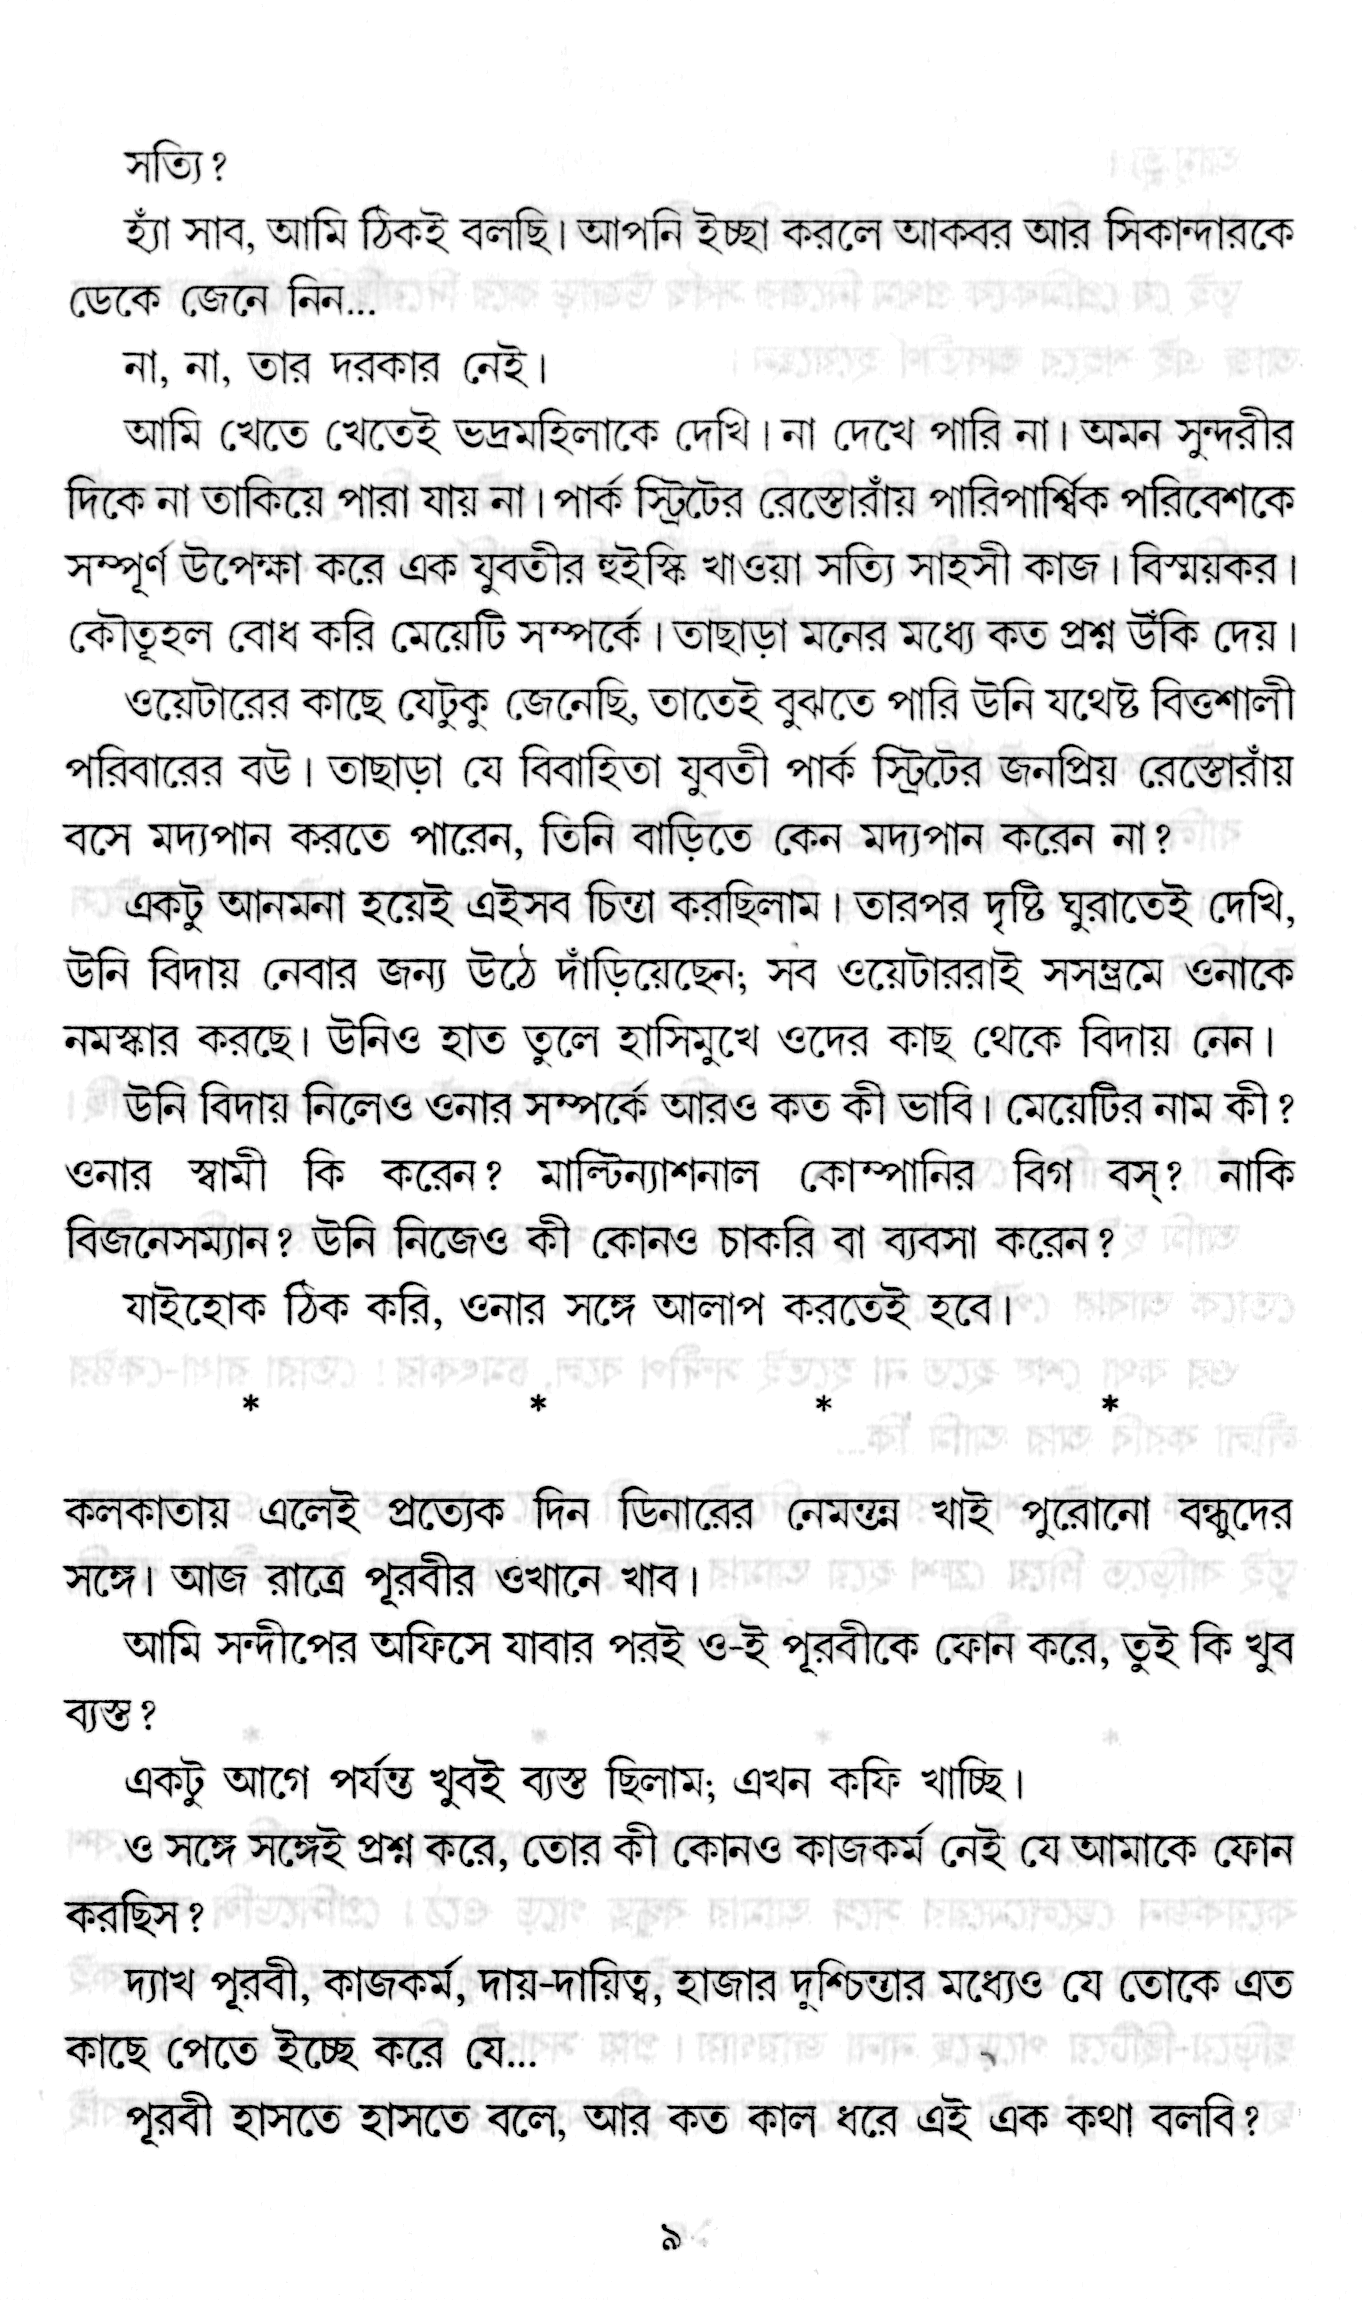 সত্যি?
হ্যাঁ সাব, আমি ঠিকই বলছি। আপনি ইচ্ছা করলে আকবর আর সিকান্দারকে
ডেকে জেনে নিন...
না, না, তার দরকার নেই।
আমি খেতে খেতেই ভদ্রমহিলাকে দেখি। না দেখে পারি না। অমন সুন্দরীর
দিকে না তাকিয়ে পারা যায় না। পার্ক স্ট্রিটের রেস্তোরাঁয় পারিপার্শ্বিক পরিবেশকে
সম্পূর্ণ উপেক্ষা করে এক যুবতীর হুইস্কি খাওয়া সত্যি সাহসী কাজ। বিস্ময়কর।
কৌতূহল বোধ করি মেয়েটি সম্পর্কে। তাছাড়া মনের মধ্যে কত প্রশ্ন উঁকি দেয়।
ওয়েটারের কাছে যেটুকু জেনেছি, তাতেই বুঝতে পারি উনি যথেষ্ট বিত্তশালী
পরিবারের বউ। তাছাড়া যে বিবাহিতা যুবতী পার্ক স্ট্রিটের জনপ্রিয় রেস্তোরাঁয়
বসে মদ্যপান করতে পারেন, তিনি বাড়িতে কেন মদ্যপান করেন না?
একটু আনমনা হয়েই এইসব চিন্তা করছিলাম। তারপর দৃষ্টি ঘুরাতেই দেখি,
উনি বিদায় নেবার জন্য উঠে দাঁড়িয়েছেন; সব ওয়েটাররাই সসম্ভ্রমে ওনাকে
নমস্কার করছে। উনিও হাত তুলে হাসিমুখে ওদের কাছ থেকে বিদায় নেন।
উনি বিদায় নিলেও ওনার সম্পর্কে আরও কত কী ভাবি। মেয়েটির নাম কী?
ওনার স্বামী কি করেন? মাল্টিন্যাশনাল কোম্পানির বিগ বস্? নাকি
বিজনেসম্যান? উনি নিজেও কী কোনও চাকরি বা ব্যবসা করেন?
যাইহোক ঠিক করি, ওনার সঙ্গে আলাপ করতেই হবে।
* * * *
কলকাতায় এলেই প্রত্যেক দিন ডিনারের নেমন্তন্ন খাই পুরোনো বন্ধুদের
সঙ্গে। আজ রাত্রে পূরবীর ওখানে খাব।
আমি সন্দীপের অফিসে যাবার পরই ও-ই পূরবীকে ফোন করে, তুই কি খুব
ব্যস্ত?
একটু আগে পর্যন্ত খুবই ব্যস্ত ছিলাম; এখন কফি খাচ্ছি।
ও সঙ্গে সঙ্গেই প্রশ্ন করে, তোর কী কোনও কাজকর্ম নেই যে আমাকে ফোন
করছিস?
দ্যাখ পূরবী, কাজকর্ম, দায়-দায়িত্ব, হাজার দুশ্চিন্তার মধ্যেও যে তোকে এত
কাছে পেতে ইচ্ছে করে যে...
পূরবী হাসতে হাসতে বলে, আর কত কাল ধরে এই এক কথা বলবি?
৯